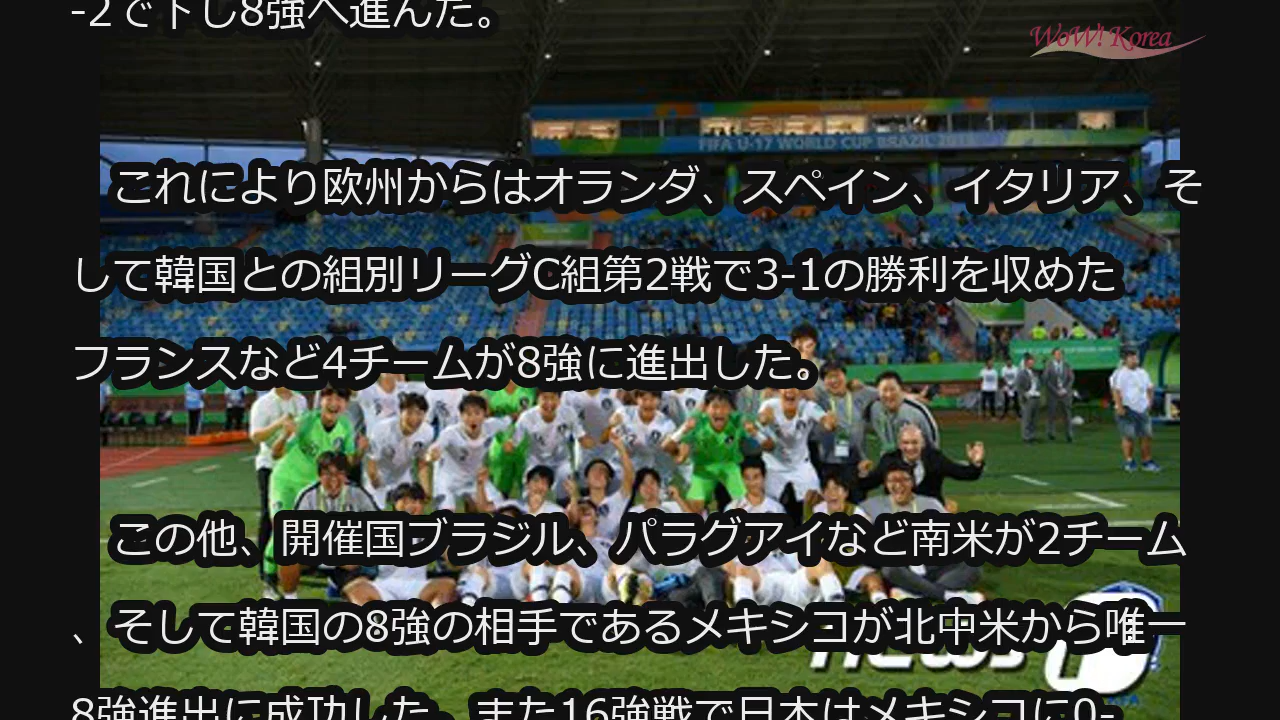 -2で下し8強へ進んだ。
WoW! Korea
FIFA U-17 WORLD CUP BRAZIL 2019
これにより欧州からはオランダ、スペイン、イタリア、そ
して韓国との組別リーグC組第2戦で3-1の勝利を収めた
フランスなど4チームが8強に進出した。
この他、開催国ブラジル、パラグアイなど南米が2チーム
、そして韓国の8強の相手であるメキシコが北中米から唯一
news
8強進出に成功した。また16強戦で日本はメキシコに0-